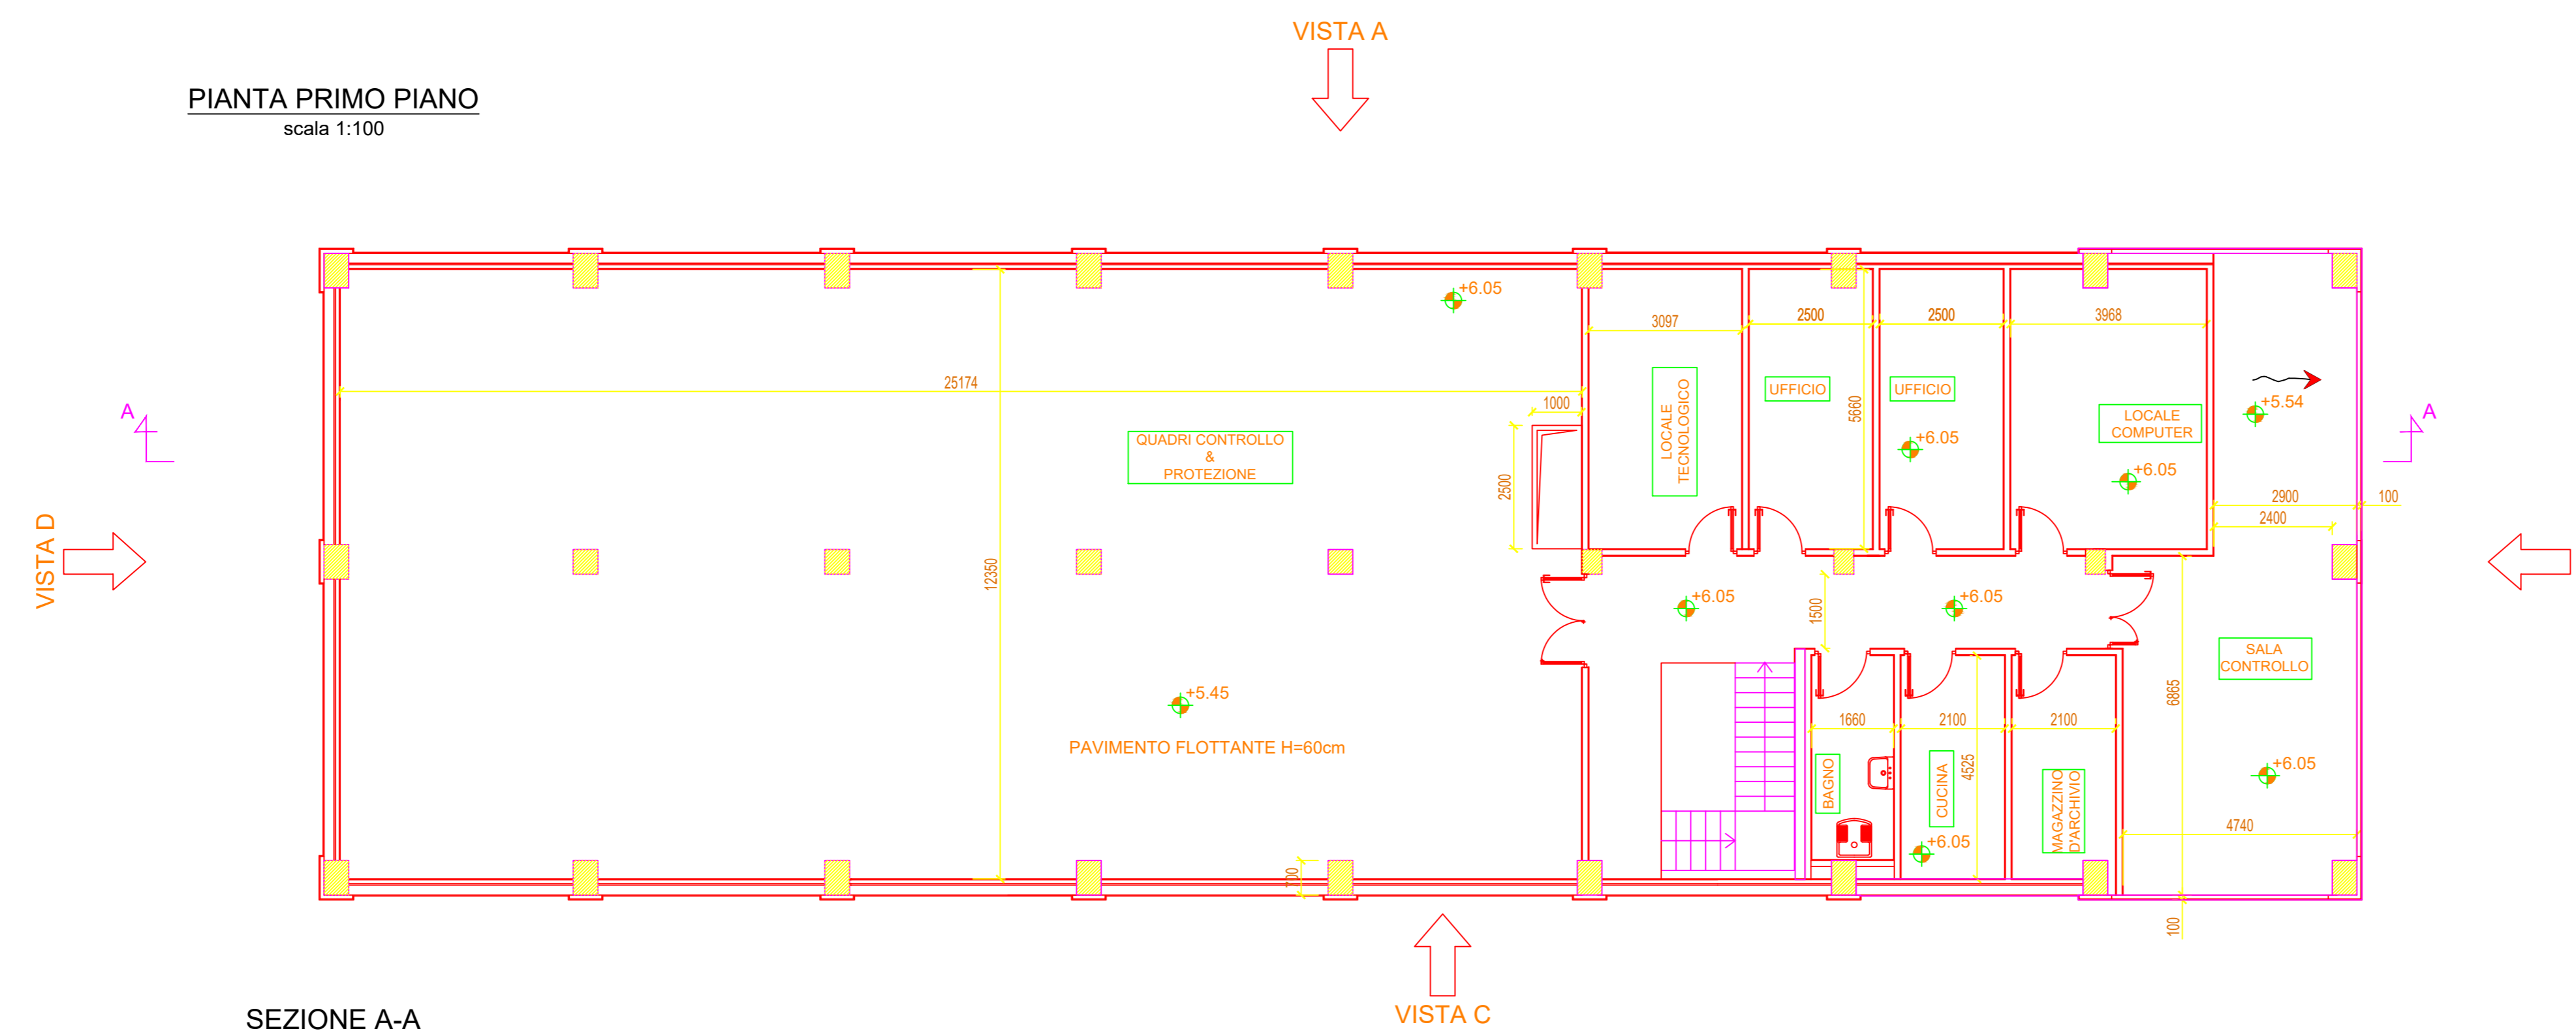 VISTA A
PIANTA PRIMO PIANO
scala 1:100
+6.05
3097
2500
2500
3968
25174
1000
5660
UFFICIO
UFFICIO
LOCALE
TECNOLOGICO
LOCALE
COMPUTER
+5.54
A
A
QUADRI CONTROLLO
&
PROTEZIONE
+6.05
+6.05
2500
2900
100
2400
VISTA D
12350
+6.05
+6.05
1500
SALA
CONTROLLO
+5.45
6865
1660
2100
2100
PAVIMENTO FLOTTANTE H=60cm
4525
BAGNO
CUCINA
MAGAZZINO
D'ARCHIVIO
+6.05
4740
+6.05
100
VISTA C
SEZIONE A-A